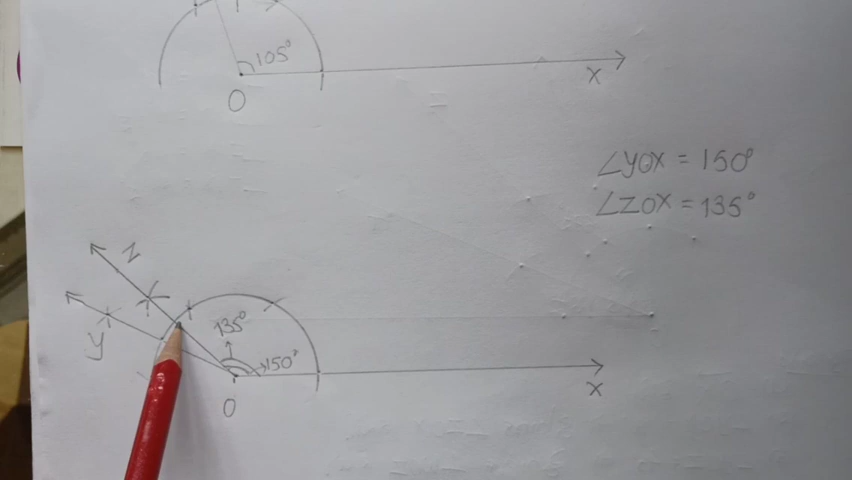 105°
X
O
∠YOX = 150°
∠ZOX = 135°
Z
Y
135°
150°
X
O